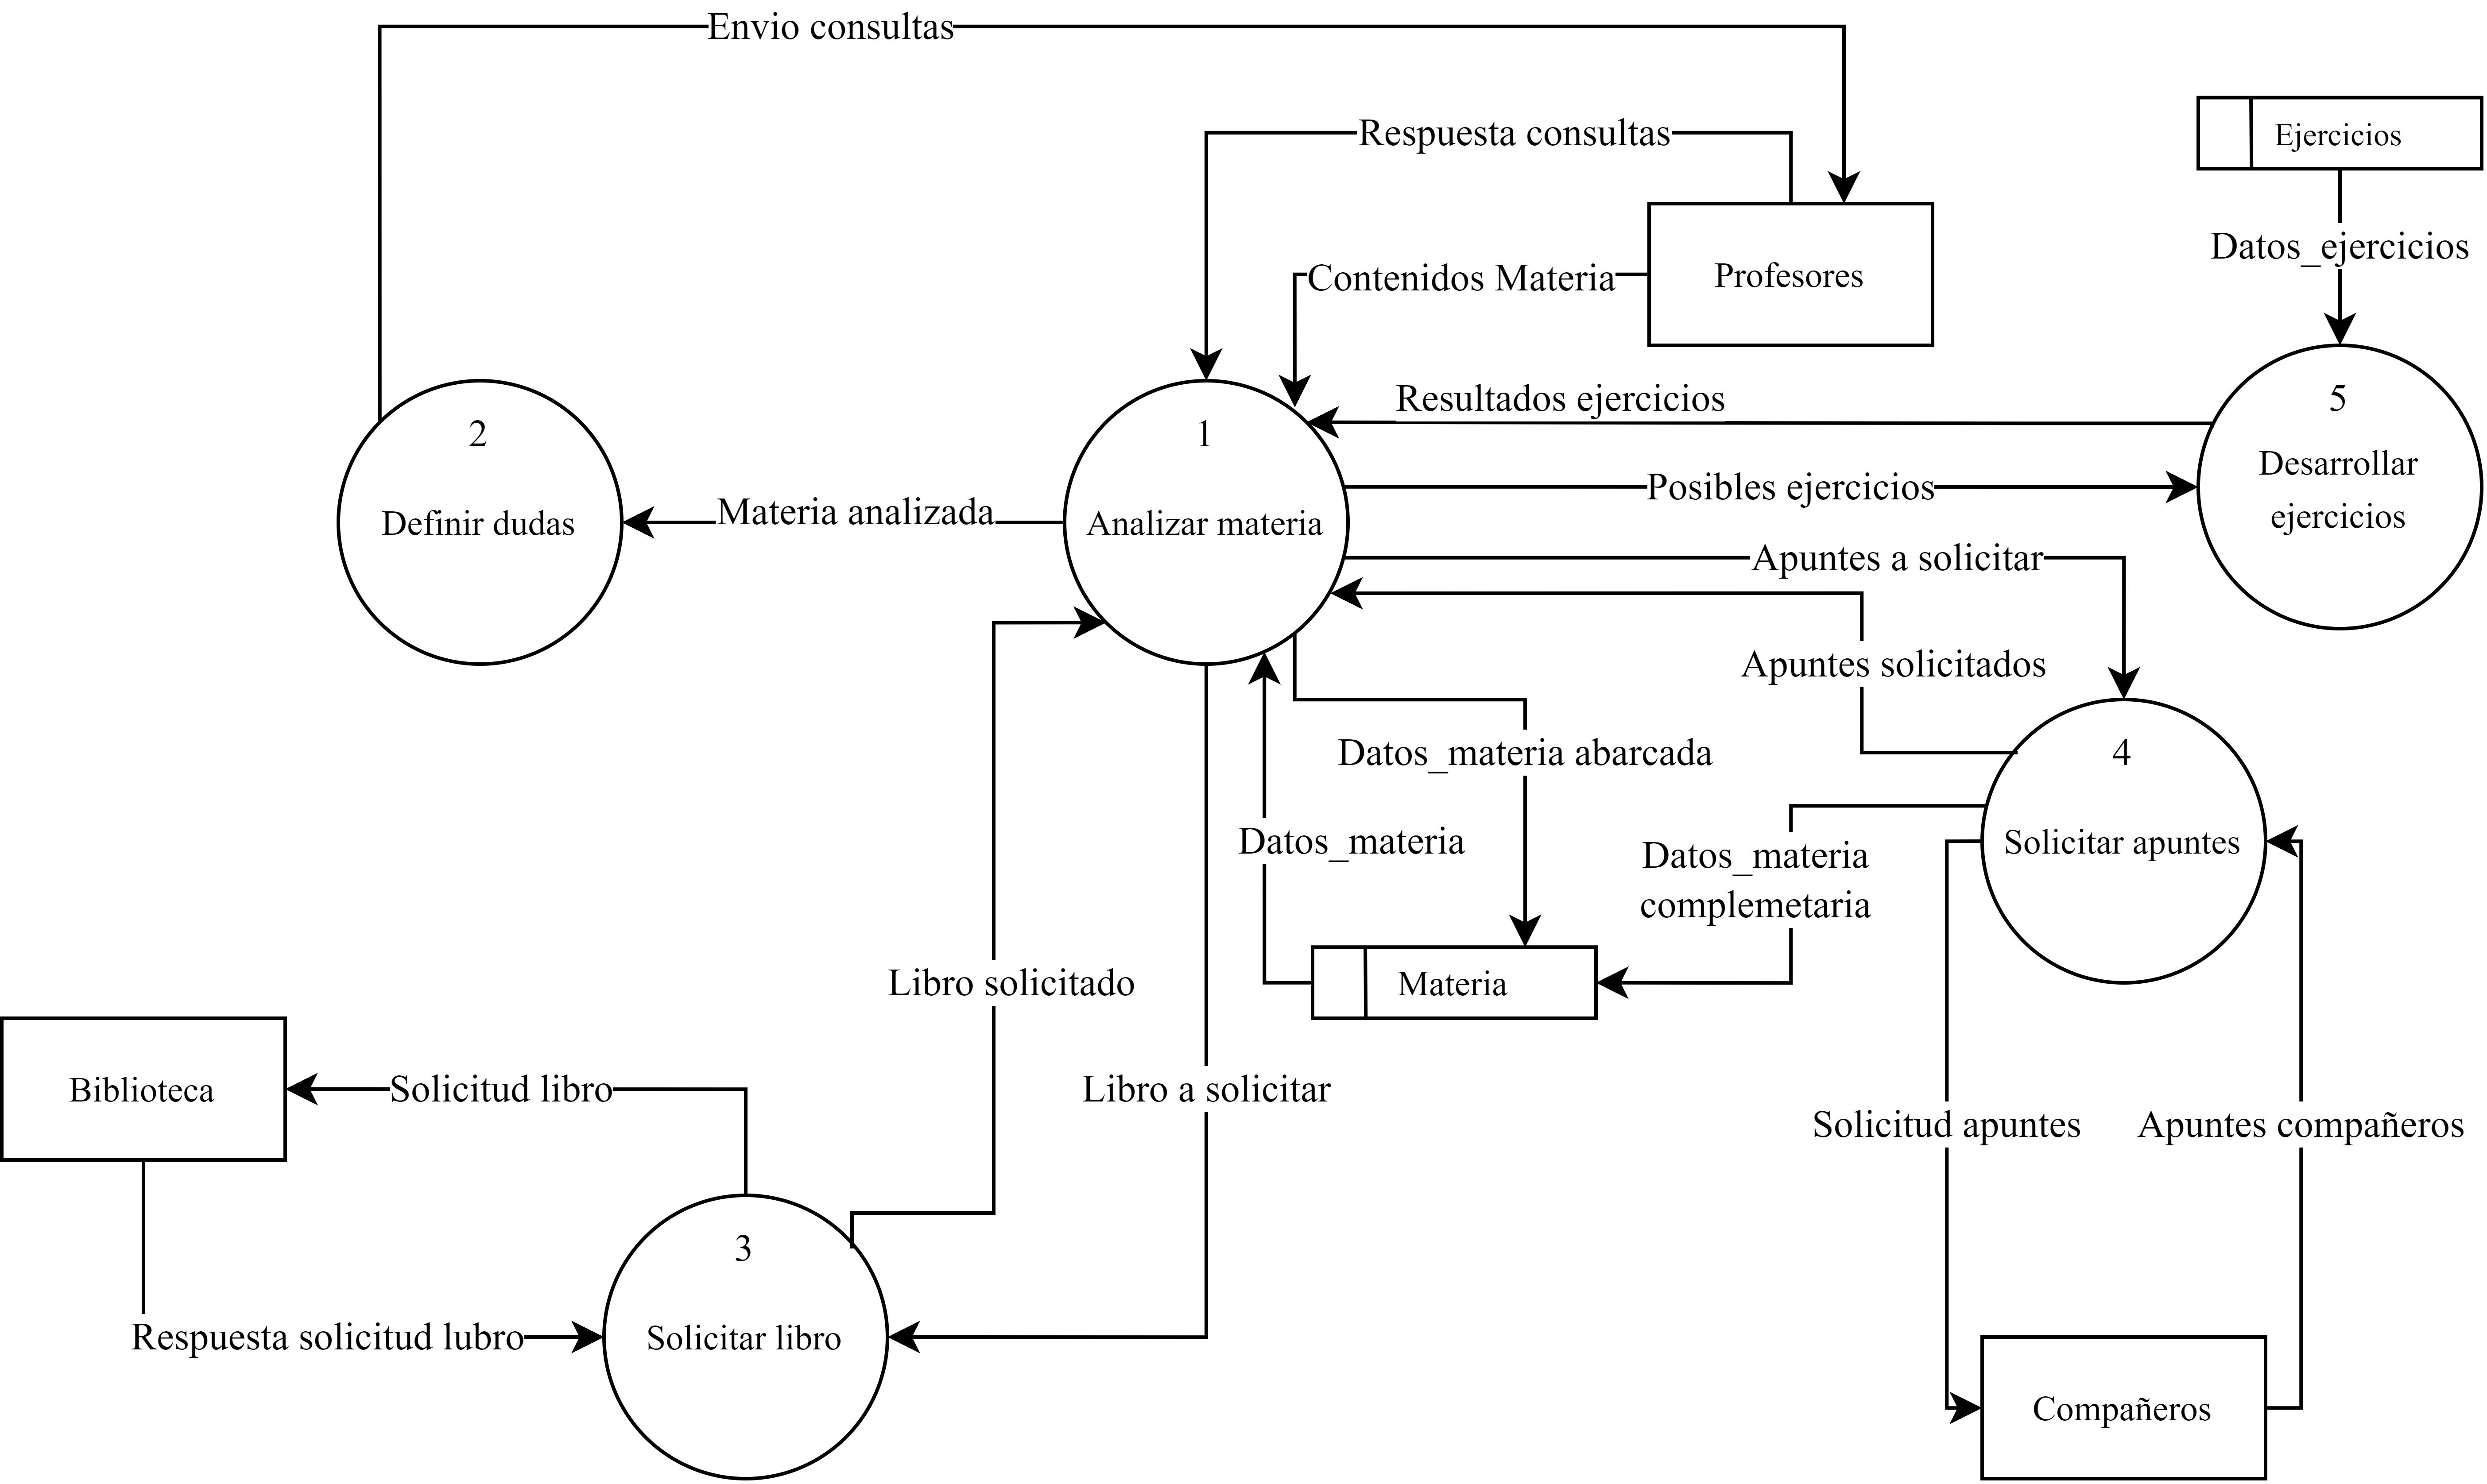 Envio consultas
Respuesta consultas
Ejercicios
Datos_ejercicios
Contenidos Materia
Profesores
Resultados ejercicios
5
Desarrollar
ejercicios
2
Definir dudas
1
Analizar materia
Materia analizada
Posibles ejercicios
Apuntes a solicitar
Apuntes solicitados
Datos_materia abarcada
4
Solicitar apuntes
Datos_materia
Datos_materia
complemetaria
Libro solicitado
Materia
Biblioteca
Solicitud libro
Libro a solicitar
Solicitud apuntes
Apuntes compañeros
3
Solicitar libro
Respuesta solicitud lubro
Compañeros